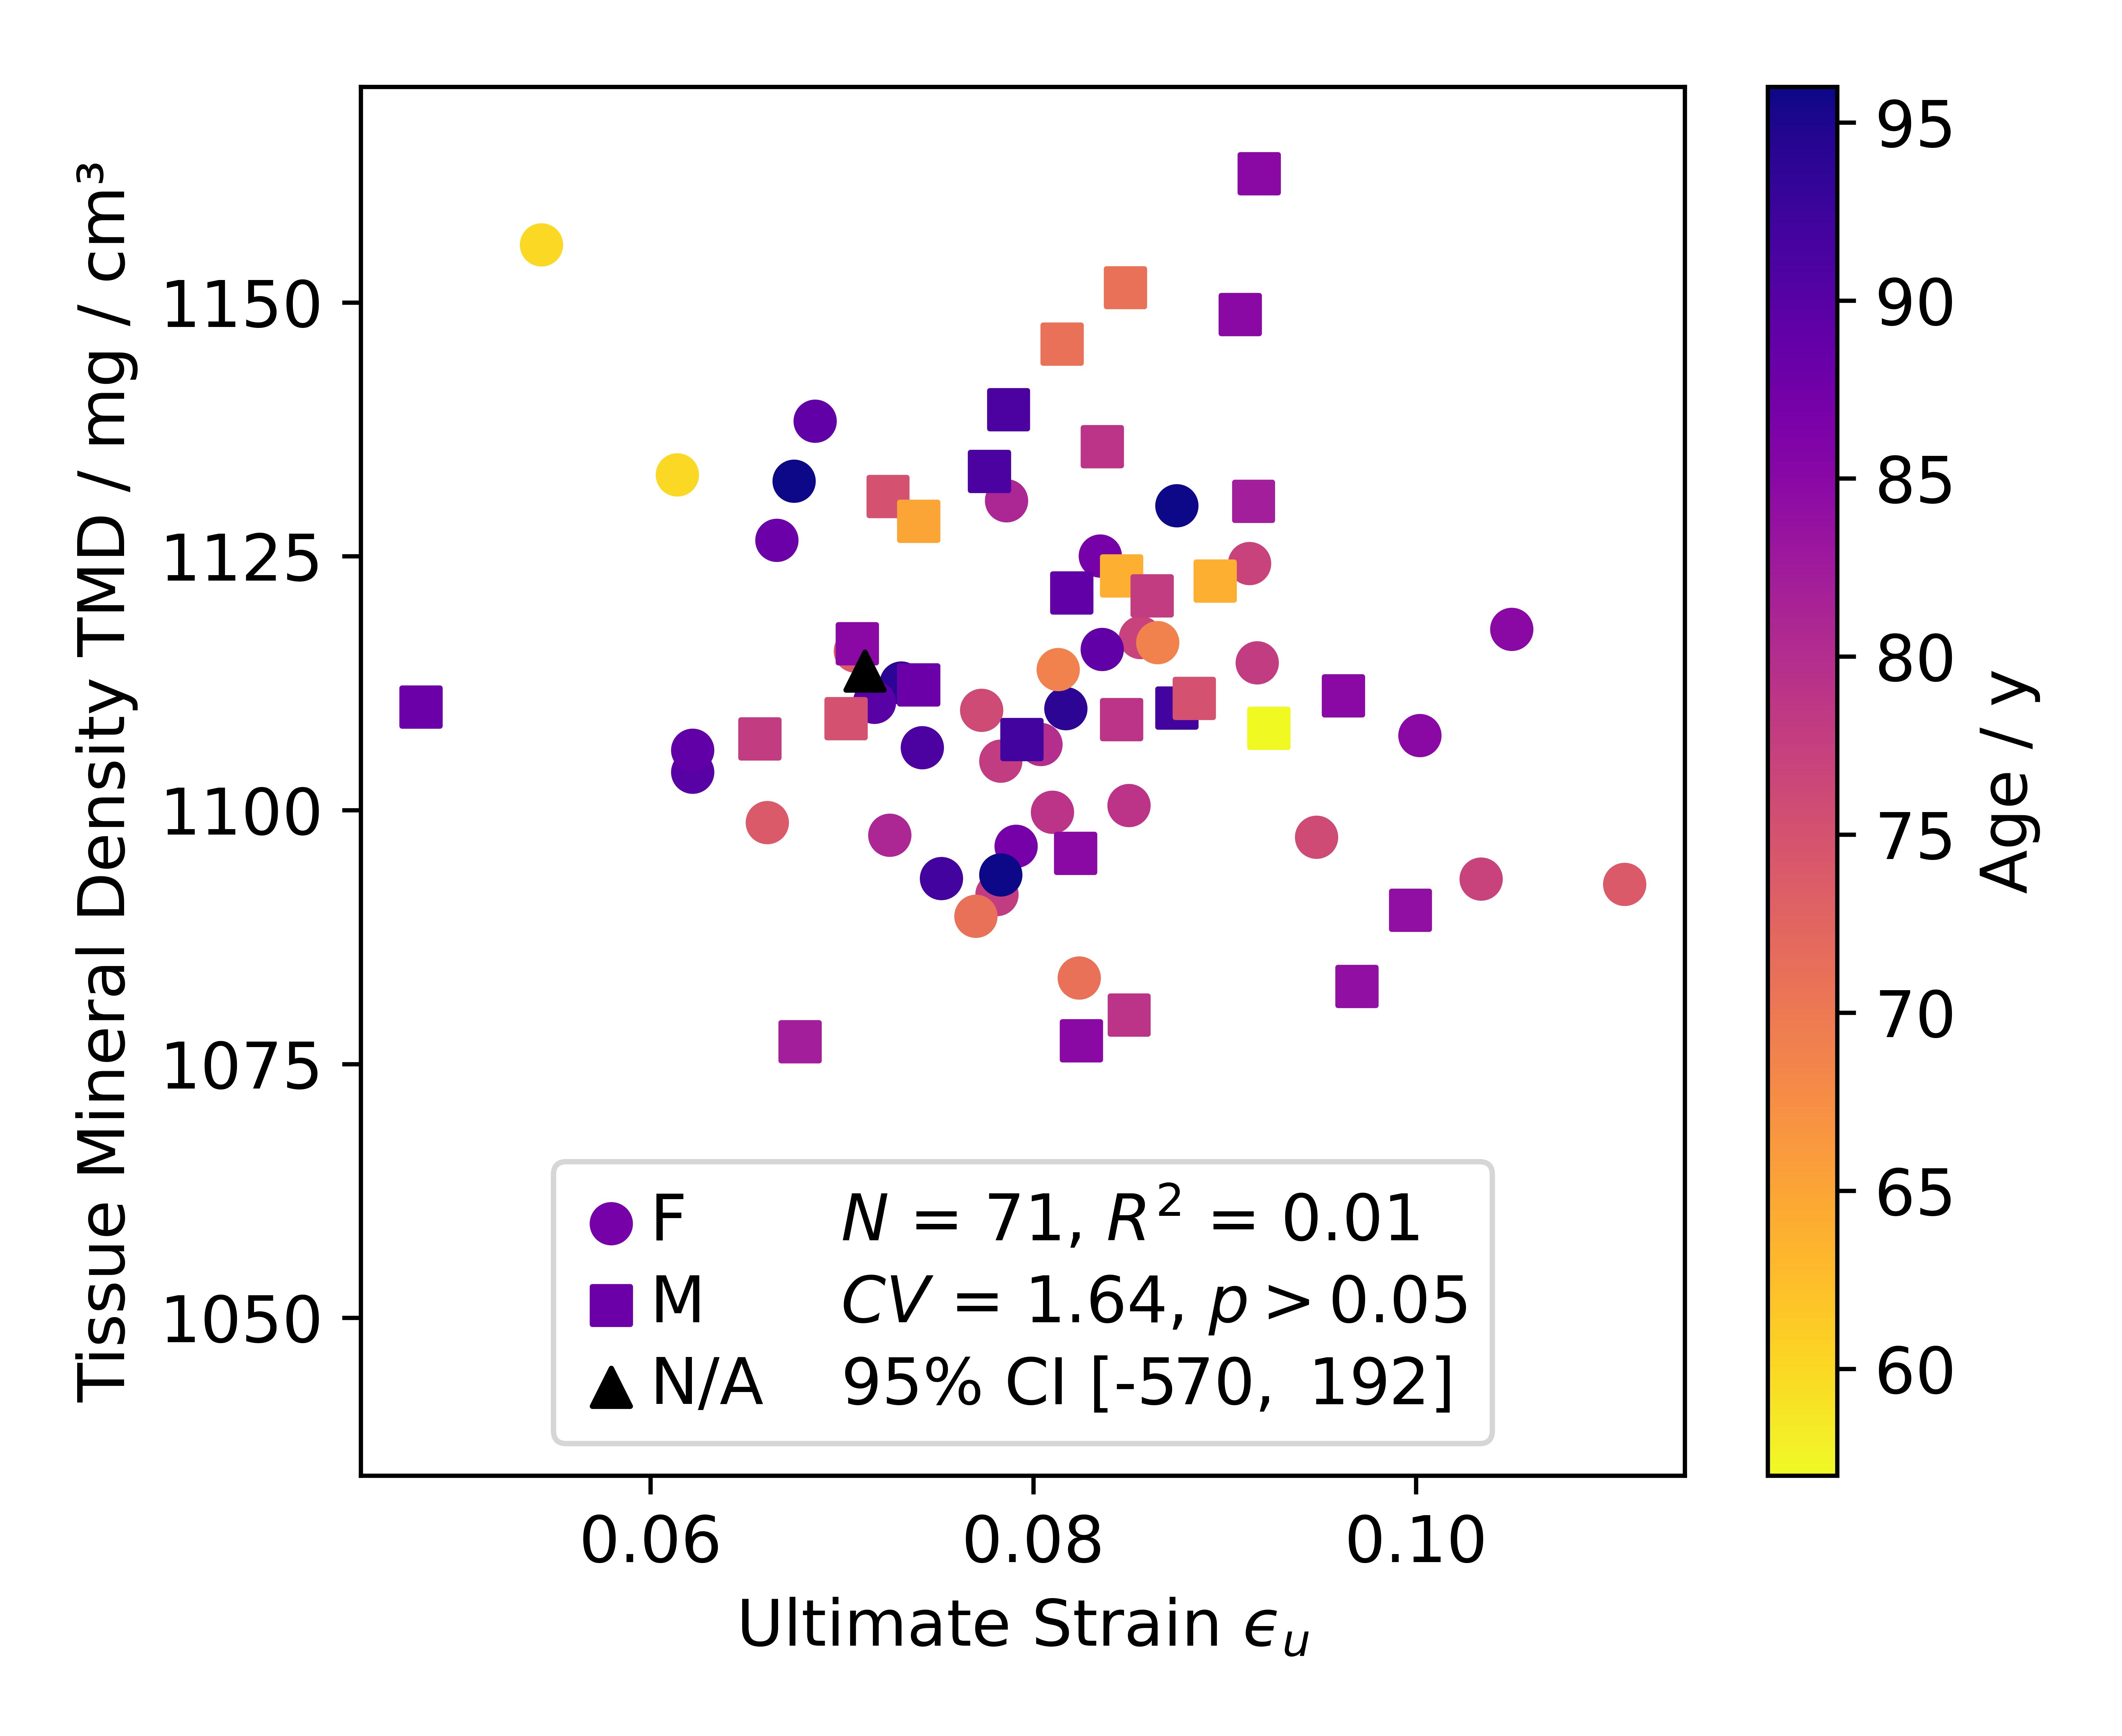 Tissue Mineral Density TMD / mg / cm³
1150
1125
1100
1075
1050
0.06
0.08
0.10
Ultimate Strain ϵᵤ
F
M
N/A
N = 71, R² = 0.01
CV = 1.64, p > 0.05
95% CI [-570, 192]
95
90
85
80
75
70
65
60
Age / y